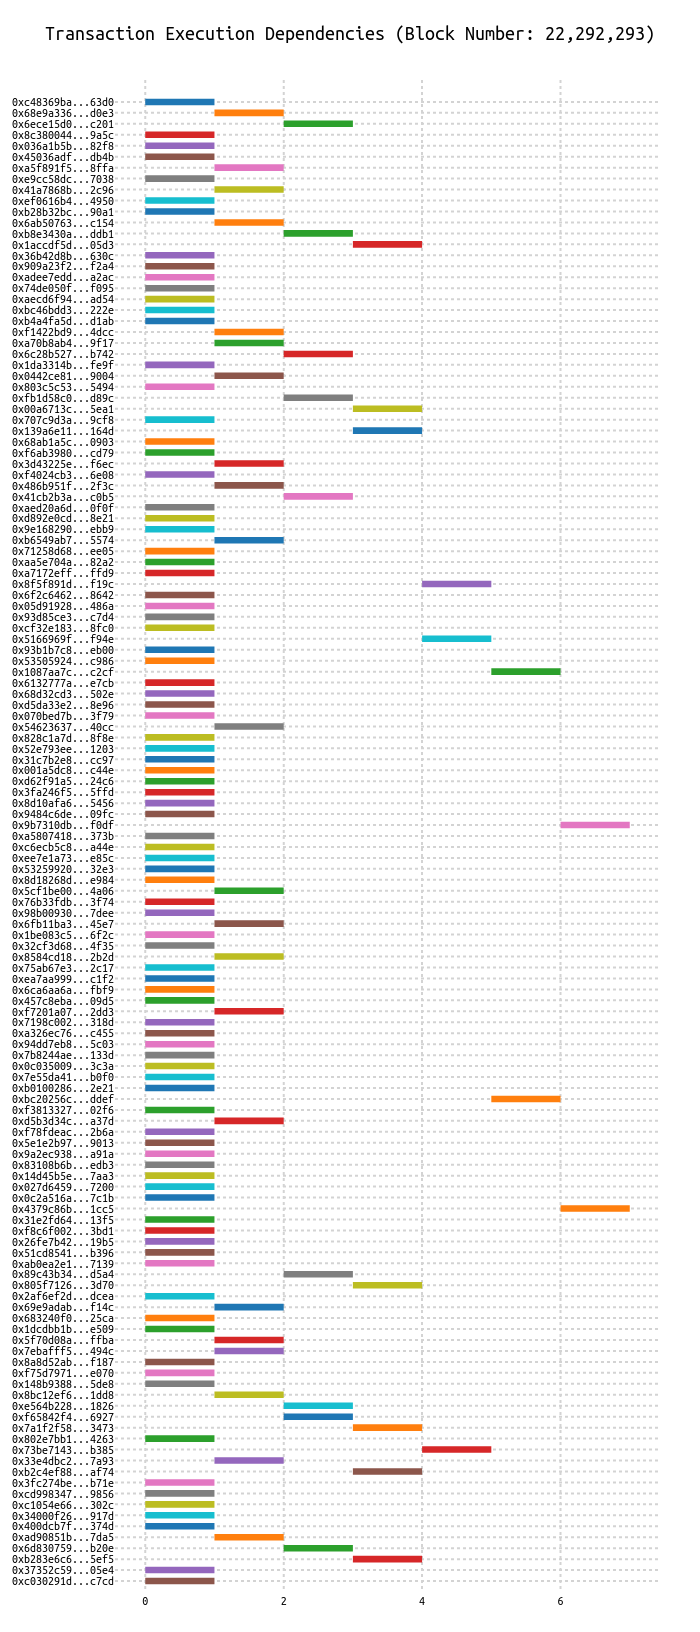 Transaction Execution Dependencies (Block Number: 22,292,293)
0xc48369ba...63d0
0x68e9a336...d0e3
0x6ece15d0...c201
0x8c380044...9a5c
0x036a1b5b...82f8
0x45036adf...db4b
0xa5f891f5...8ffa
0xe9cc58dc...7038
0x41a7868b...2c96
0xef0616b4...4950
0xb28b32bc...90a1
0x6ab50763...c154
0xb8e3430a...ddb1
0x1accdf5d...05d3
0x36b42d8b...630c
0x909a23f2...f2a4
0xadee7edd...a2ac
0x74de050f...f095
0xaecd6f94...ad54
0xbc46bdd3...222e
0xb4a4fa5d...d1ab
0xf1422bd9...4dcc
0xa70b8ab4...9f17
0x6c28b527...b742
0x1da3314b...fe9f
0x0442ce81...9004
0x803c5c53...5494
0xfb1d58c0...d89c
0x00a6713c...5ea1
0x707c9d3a...9cf8
0x139a6e11...164d
0x68ab1a5c...0903
0xf6ab3980...cd79
0x3d43225e...f6ec
0xf4024cb3...6e08
0x486b951f...2f3c
0x41cb2b3a...c0b5
0xaed20a6d...0f0f
0xd892e0cd...8e21
0x9e168290...ebb9
0xb6549ab7...5574
0x71258d68...ee05
0xaa5e704a...82a2
0xa7172eff...ffd9
0x8f5f891d...f19c
0x6f2c6462...8642
0x05d91928...486a
0x93d85ce3...c7d4
0xcf32e183...8fc0
0x5166969f...f94e
0x93b1b7c8...eb00
0x53505924...c986
0x1087aa7c...c2cf
0x6132777a...e7cb
0x68d32cd3...502e
0xd5da33e2...8e96
0x070bed7b...3f79
0x54623637...40cc
0x828c1a7d...8f8e
0x52e793ee...1203
0x31c7b2e8...cc97
0x001a5dc8...c44e
0xd62f91a5...24c6
0x3fa246f5...5ffd
0x8d10afa6...5456
0x9484c6de...09fc
0x9b7310db...f0df
0xa5807418...373b
0xc6ecb5c8...a44e
0xee7e1a73...e85c
0x53259920...32e3
0x8d18268d...e984
0x5cf1be00...4a06
0x76b33fdb...3f74
0x98b00930...7dee
0x6fb11ba3...45e7
0x1be083c5...6f2c
0x32cf3d68...4f35
0x8584cd18...2b2d
0x75ab67e3...2c17
0xea7aa999...c1f2
0x6ca6aa6a...fbf9
0x457c8eba...09d5
0xf7201a07...2dd3
0x7198c002...318d
0xa326ec76...c455
0x94dd7eb8...5c03
0x7b8244ae...133d
0x0c035009...3c3a
0x7e55da41...b0f0
0xb0100286...2e21
0xbc20256c...ddef
0xf3813327...02f6
0xd5b3d34c...a37d
0xf78fdeac...2b6a
0x5e1e2b97...9013
0x9a2ec938...a91a
0x83108b6b...edb3
0x14d45b5e...7aa3
0x027d6459...7200
0x0c2a516a...7c1b
0x4379c86b...1cc5
0x31e2fd64...13f5
0xf8c6f002...3bd1
0x26fe7b42...19b5
0x51cd8541...b396
0xab0ea2e1...7139
0x89c43b34...d5a4
0x805f7126...3d70
0x2af6ef2d...dcea
0x69e9adab...f14c
0x683240f0...25ca
0x1dcdbb1b...e509
0x5f70d08a...ffba
0x7ebafff5...494c
0x8a8d52ab...f187
0xf75d7971...e070
0x148b9388...5de8
0x8bc12ef6...1dd8
0xe564b228...1826
0xf65842f4...6927
0x7a1f2f58...3473
0x802e7bb1...4263
0x73be7143...b385
0x33e4dbc2...7a93
0xb2c4ef88...af74
0x3fc274be...b71e
0xcd998347...9856
0xc1054e66...302c
0x34000f26...917d
0x400dcb7f...374d
0xad90851b...7da5
0x6d830759...b20e
0xb283e6c6...5ef5
0x37352c59...05e4
0xc030291d...c7cd
0 2 4 6